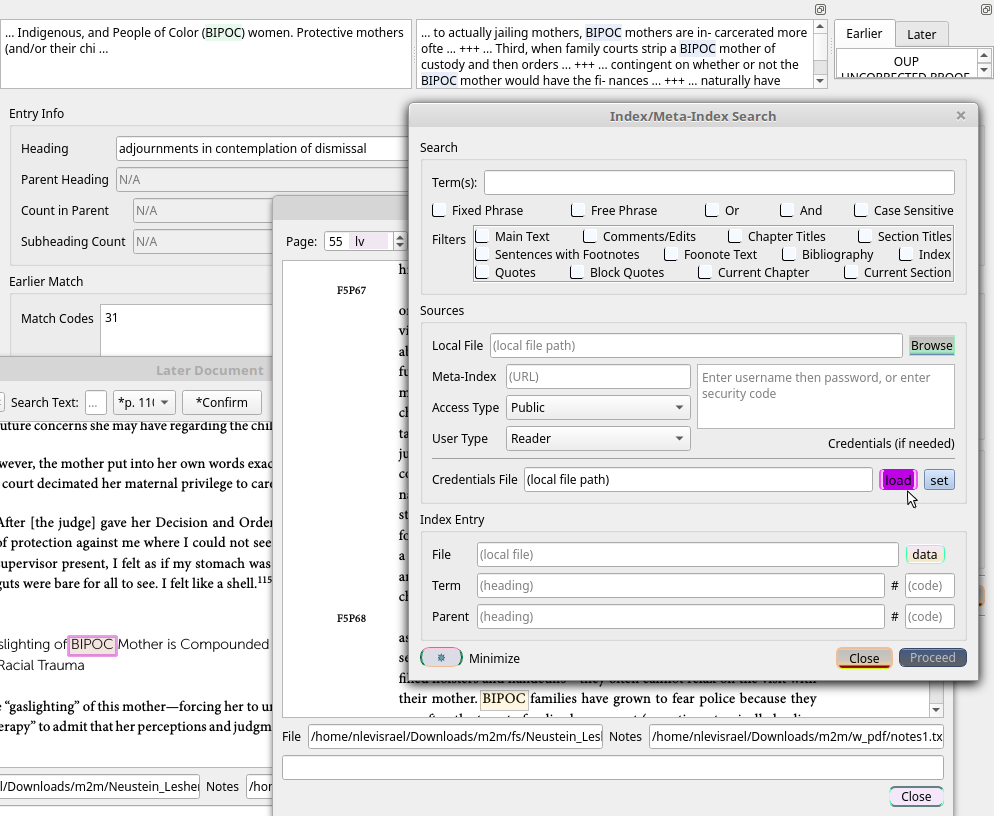 ... Indigenous, and People of Color (BIPOC) women. Protective mothers
(and/or their chi ...
... to actually jailing mothers, BIPOC mothers are in- carcerated more
ofte ... +++ ... Third, when family courts strip a BIPOC mother of
custody and then orders ... +++ ... contingent on whether or not the
BIPOC mother would have the fi- nances ... +++ ... naturally have
Earlier
Later
OUP
UNCORRECTED PROOF
Entry Info
Heading
adjournments in contemplation of dismissal
Parent Heading
N/A
Count in Parent
N/A
Subheading Count
N/A
Earlier Match
Match Codes
31
Later Document
Search Text:
...
*p. 11
*Confirm
uture concerns she may have regarding the chil
wever, the mother put into her own words exac
court decimated her maternal privilege to care
After [the judge] gave her Decision and Order
of protection against me where I could not see
supervisor present, I felt as if my stomach was
guts were bare for all to see. I felt like a shell.115
slighting of BIPOC Mother is Compounded
Racial Trauma
e “gaslighting” of this mother—forcing her to un
erapy” to admit that her perceptions and judgm
l/Downloads/m2m/Neustein_Lesher
Notes
/hor
Page:
55
lv
F5P67
F5P68
their mother. BIPOC families have grown to fear police because they
File
/home/nlevisrael/Downloads/m2m/fs/Neustein_Lesl
Notes
/home/nlevisrael/Downloads/m2m/w_pdf/notes1.tx
Close
Index/Meta-Index Search
Search
Term(s):
Fixed Phrase
Free Phrase
Or
And
Case Sensitive
Filters
Main Text
Comments/Edits
Chapter Titles
Section Titles
Sentences with Footnotes
Foonote Text
Bibliography
Index
Quotes
Block Quotes
Current Chapter
Current Section
Sources
Local File
(local file path)
Browse
Meta-Index
(URL)
Enter username then password, or enter
security code
Access Type
Public
User Type
Reader
Credentials (if needed)
Credentials File
(local file path)
load
set
Index Entry
File
(local file)
data
Term
(heading)
#
(code)
Parent
(heading)
#
(code)
Minimize
Close
Proceed